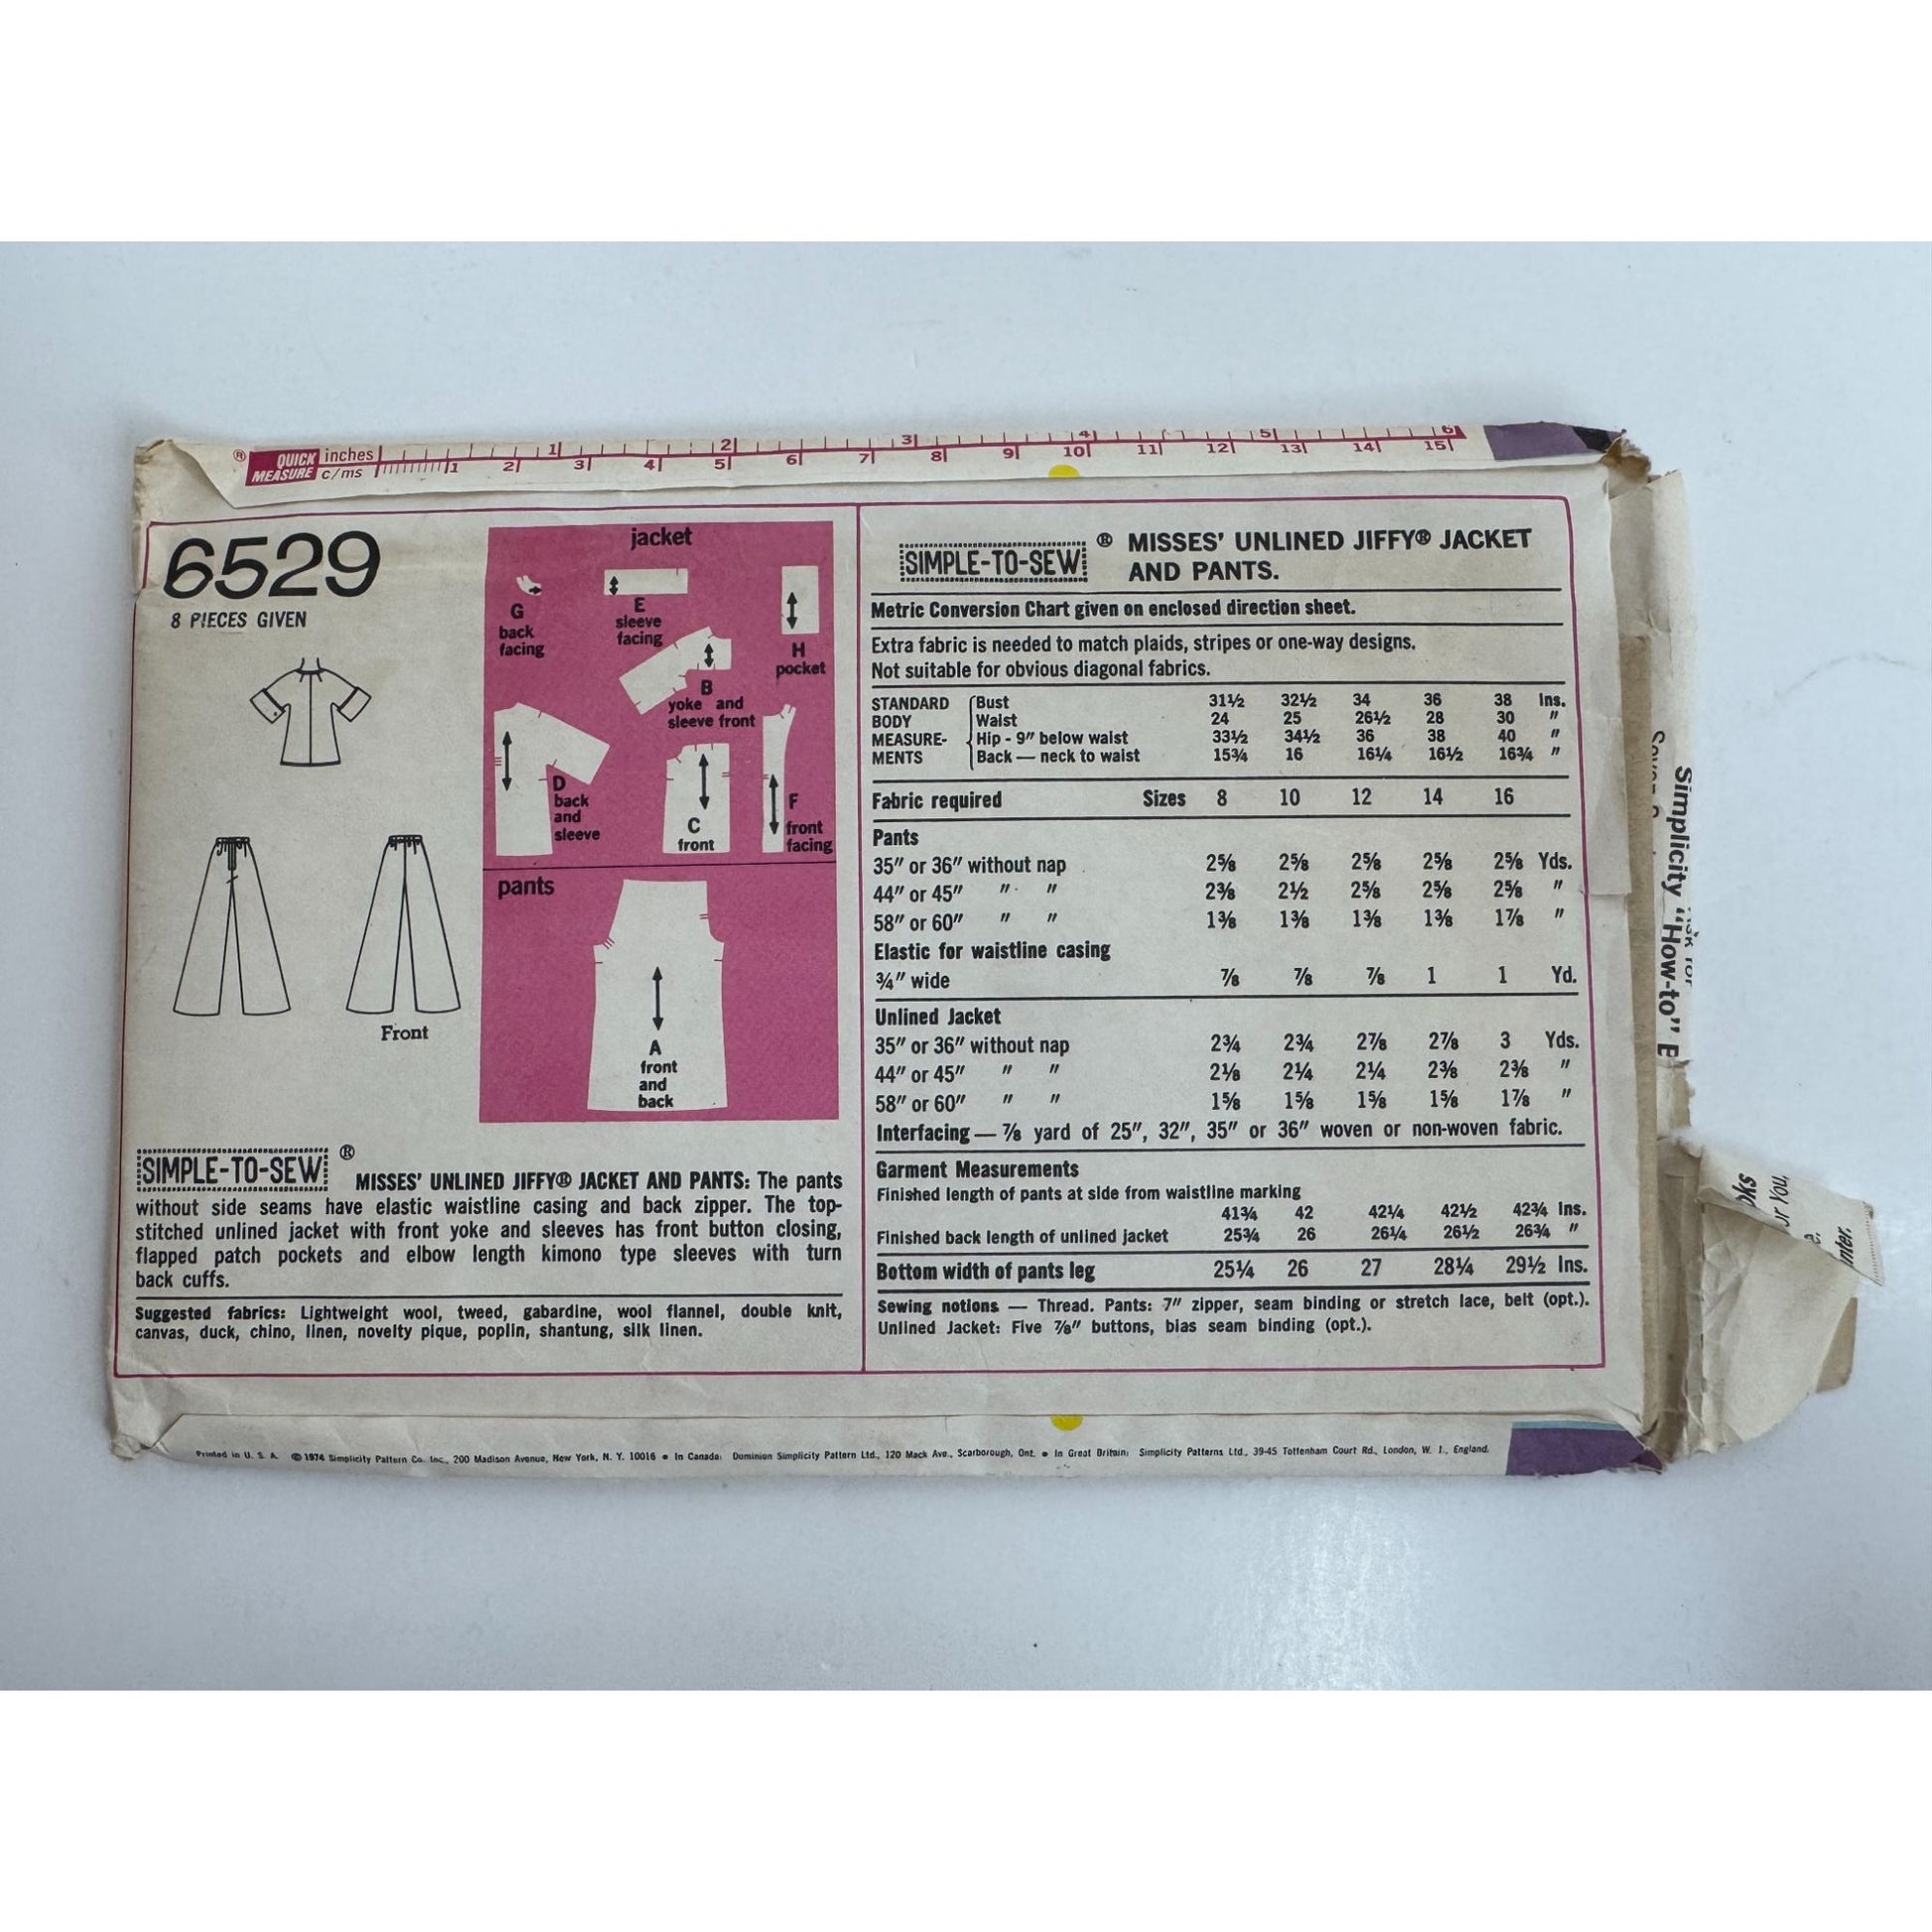 ® QUICK MEASURE inches 1 2 3 4 5 6
c/ms 1 2 3 4 5 6 7 8 9 10 11 12 13 14 15
6529
8 PIECES GIVEN
Front
jacket
G
back
facing
E
sleeve
facing
H
pocket
B
yoke and
sleeve front
D
back
and
sleeve
C
front
F
front
facing
pants
A
front
and
back
SIMPLE-TO-SEW ® MISSES' UNLINED JIFFY® JACKET AND PANTS: The pants
without side seams have elastic waistline casing and back zipper. The top-
stitched unlined jacket with front yoke and sleeves has front button closing,
flapped patch pockets and elbow length kimono type sleeves with turn
back cuffs.
Suggested fabrics: Lightweight wool, tweed, gabardine, wool flannel, double knit,
canvas, duck, chino, linen, novelty pique, poplin, shantung, silk linen.
SIMPLE-TO-SEW ® MISSES' UNLINED JIFFY® JACKET
AND PANTS.
Metric Conversion Chart given on enclosed direction sheet.
Extra fabric is needed to match plaids, stripes or one-way designs.
Not suitable for obvious diagonal fabrics.
STANDARD Bust 31½ 32½ 34 36 38 Ins.
BODY Waist 24 25 26½ 28 30 "
MEASURE- Hip - 9" below waist 33½ 34½ 36 38 40 "
MENTS Back — neck to waist 15¾ 16 16¼ 16½ 16¾ "
Fabric required Sizes 8 10 12 14 16
Pants
35" or 36" without nap 2⅝ 2⅝ 2⅝ 2⅝ 2⅝ Yds.
44" or 45" " " 2⅜ 2½ 2⅝ 2⅝ 2⅝ "
58" or 60" " " 1⅜ 1⅜ 1⅜ 1⅜ 1⅞ "
Elastic for waistline casing
¾" wide ⅞ ⅞ ⅞ 1 1 Yd.
Unlined Jacket
35" or 36" without nap 2¾ 2¾ 2⅞ 2⅞ 3 Yds.
44" or 45" " " 2⅛ 2¼ 2¼ 2⅜ 2⅜ "
58" or 60" " " 1⅝ 1⅝ 1⅝ 1⅝ 1⅞ "
Interfacing — ⅞ yard of 25", 32", 35" or 36" woven or non-woven fabric.
Garment Measurements
Finished length of pants at side from waistline marking
41¾ 42 42¼ 42½ 42¾ Ins.
Finished back length of unlined jacket 25¾ 26 26¼ 26½ 26¾ "
Bottom width of pants leg 25¼ 26 27 28¼ 29½ Ins.
Sewing notions — Thread. Pants: 7" zipper, seam binding or stretch lace, belt (opt.).
Unlined Jacket: Five ⅞" buttons, bias seam binding (opt.).
Printed in U. S. A. © 1974 Simplicity Pattern Co. Inc., 200 Madison Avenue, New York, N. Y. 10016 • In Canada: Dominion Simplicity Pattern Ltd., 120 Mack Ave., Scarborough, Ont. • In Great Britain: Simplicity Patterns Ltd., 39-45 Tottenham Court Rd., London, W. 1., England.
Simplicity "How-to"
You,